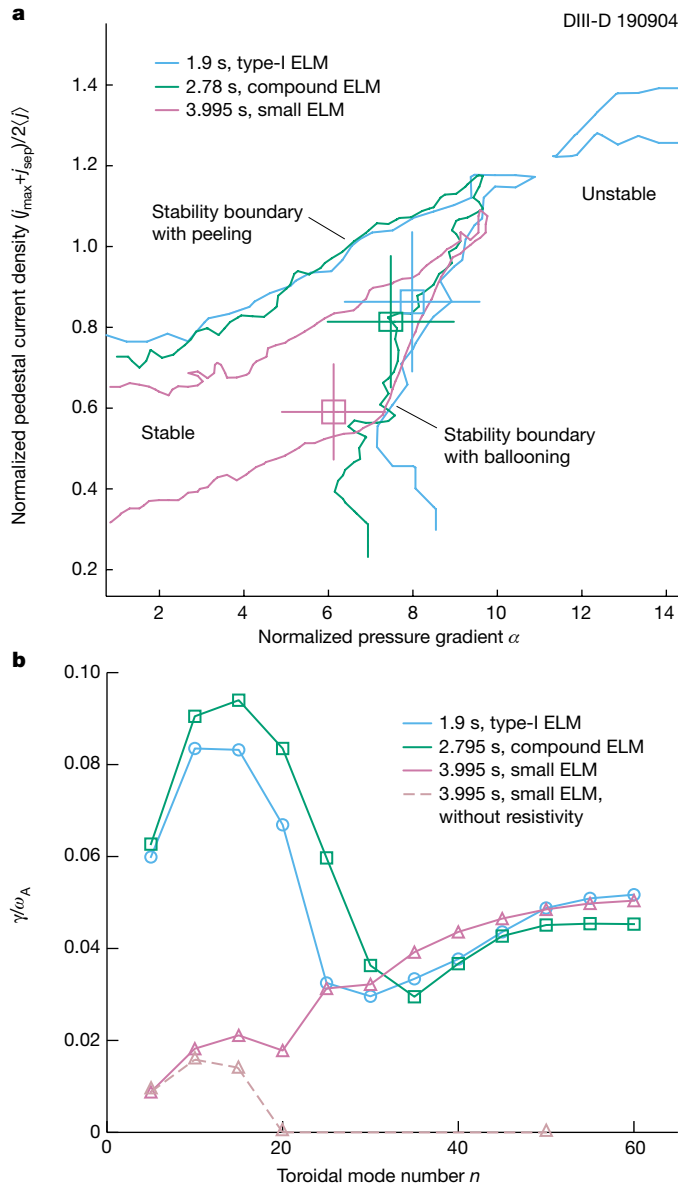 a
DIII-D 190904
1.9 s, type-I ELM
2.78 s, compound ELM
3.995 s, small ELM
Normalized pedestal current density (j_max+j_sep)/2⟨j⟩
1.4
1.2
1.0
0.8
0.6
0.4
0.2
Unstable
Stability boundary
with peeling
Stable
Stability boundary
with ballooning
2 4 6 8 10 12 14
Normalized pressure gradient α
b
1.9 s, type-I ELM
2.795 s, compound ELM
3.995 s, small ELM
3.995 s, small ELM,
without resistivity
γ/ω_A
0.10
0.08
0.06
0.04
0.02
0
0 20 40 60
Toroidal mode number n